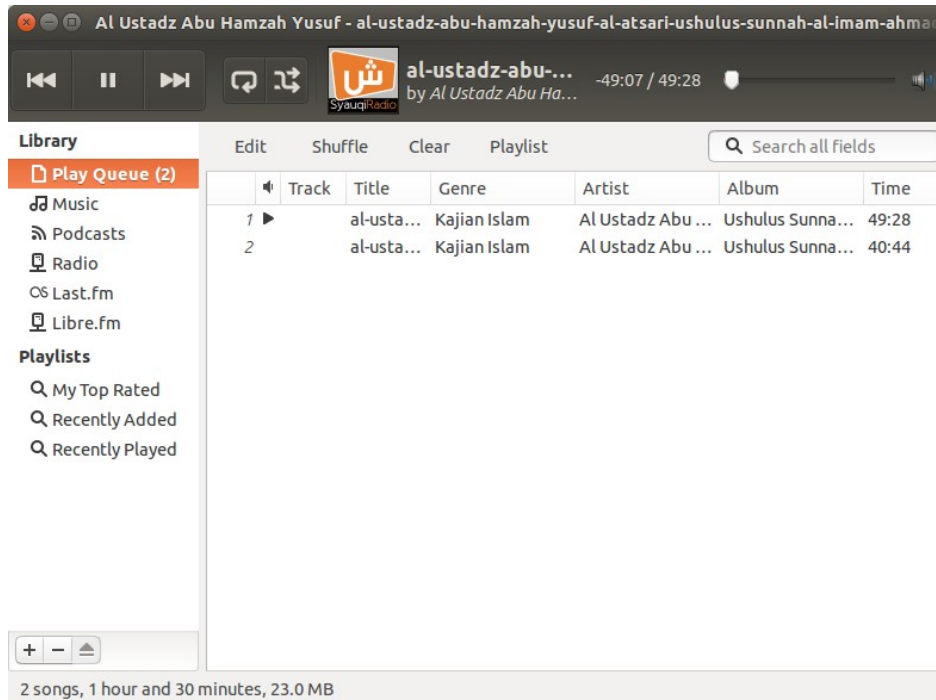 Al Ustadz Abu Hamzah Yusuf - al-ustadz-abu-hamzah-yusuf-al-atsari-ushulus-sunnah-al-imam-ahmad
ش
SyauqiRadio
al-ustadz-abu-...
by Al Ustadz Abu Ha...
-49:07 / 49:28
Library
Play Queue (2)
Music
Podcasts
Radio
Last.fm
Libre.fm
Playlists
My Top Rated
Recently Added
Recently Played
Edit Shuffle Clear Playlist
Search all fields
Track Title Genre Artist Album Time
1 al-usta... Kajian Islam Al Ustadz Abu ... Ushulus Sunna... 49:28
2 al-usta... Kajian Islam Al Ustadz Abu ... Ushulus Sunna... 40:44
2 songs, 1 hour and 30 minutes, 23.0 MB